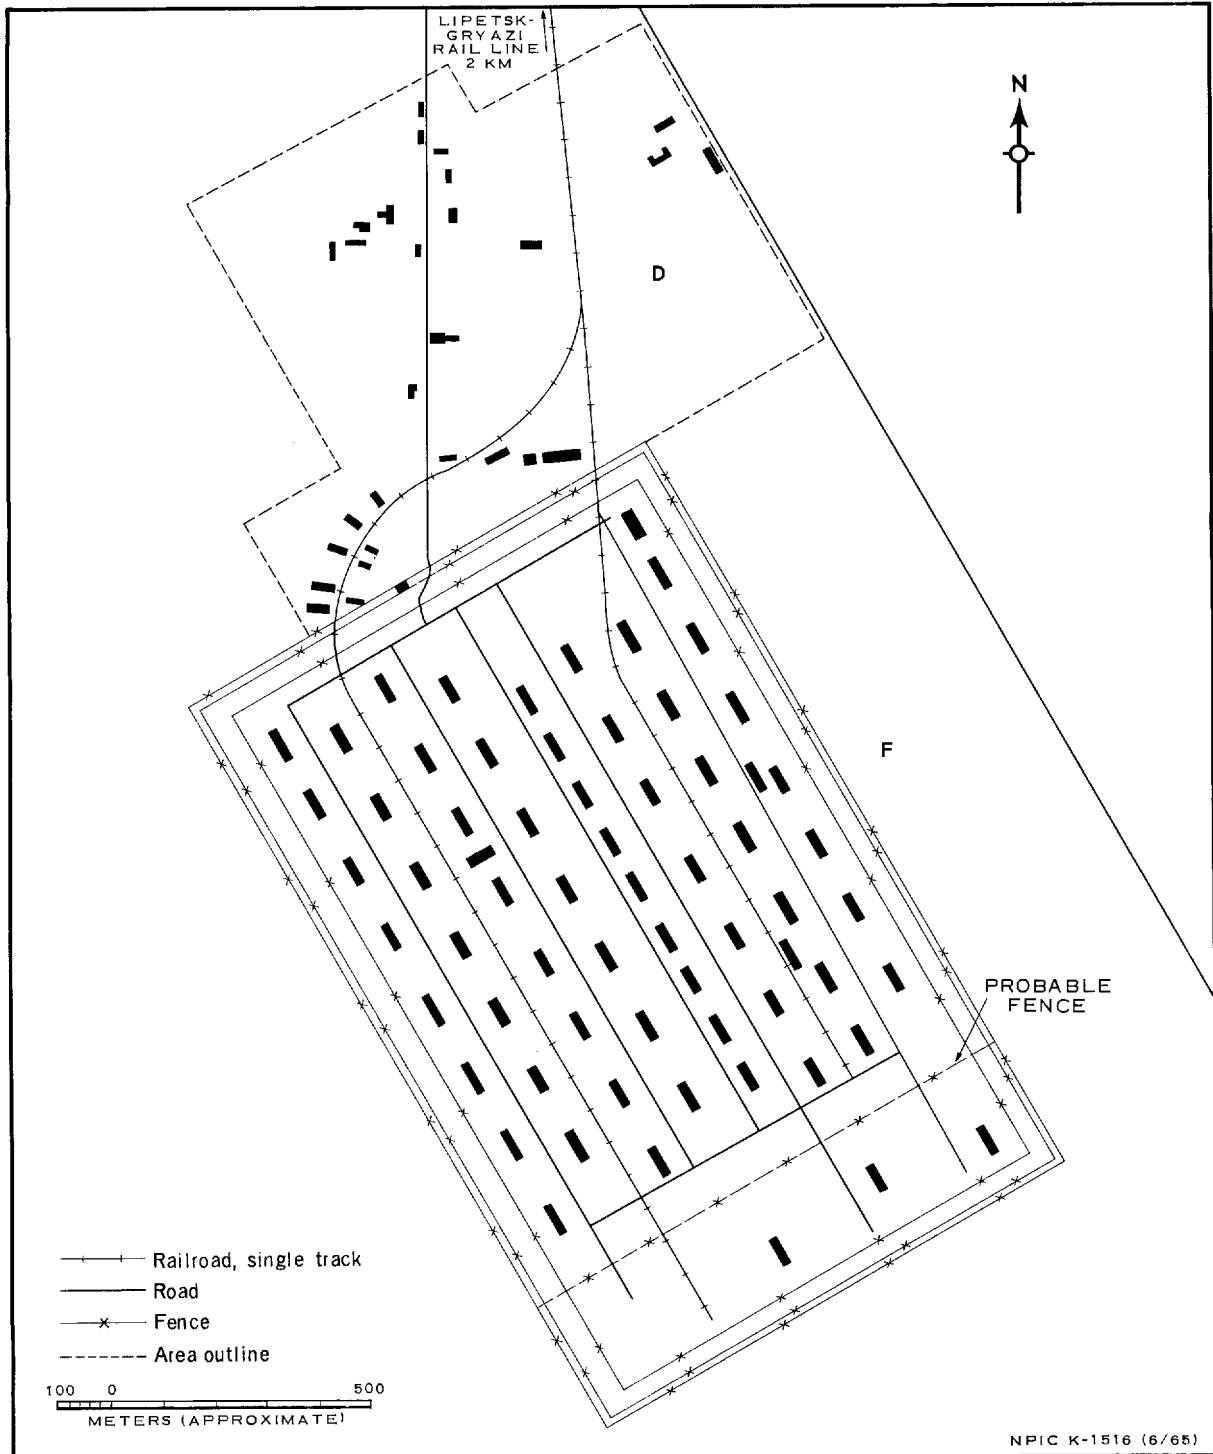 LIPETSK-
GRYAZI
RAIL LINE
2 KM
N
D
F
PROBABLE
FENCE
Railroad, single track
Road
Fence
Area outline
100 0 500
METERS (APPROXIMATE)
NPIC K-1516 (6/65)